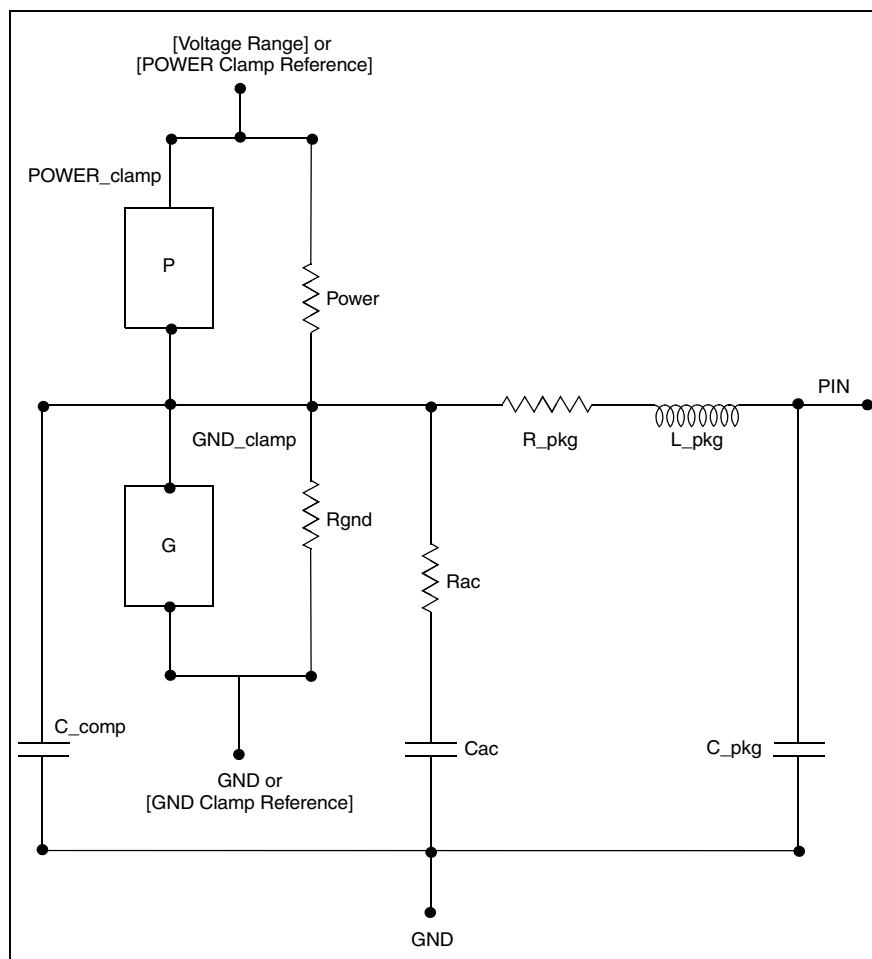 [Voltage Range] or
[POWER Clamp Reference]
POWER_clamp
P
Power
PIN
GND_clamp
R_pkg
L_pkg
Rgnd
G
Rac
C_comp
Cac
C_pkg
GND or
[GND Clamp Reference]
GND